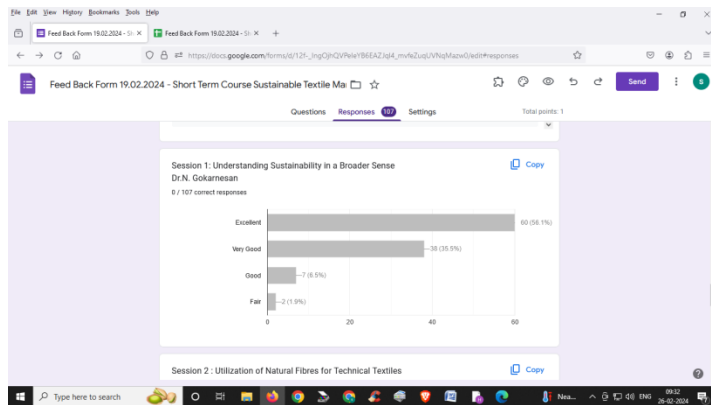 File Edit View History Bookmarks Tools Help
Feed Back Form 19.02.2024 - Sh
Feed Back Form 19.02.2024 - Sh
https://docs.google.com/forms/d/12f-_IngOjhQVPeleYB6EAZJqI4_mvfeZuqUVNqMazw0/edit#responses
Feed Back Form 19.02.2024 - Short Term Course Sustainable Textile Ma
Send
S
Questions Responses 107 Settings
Total points: 1
Session 1: Understanding Sustainability in a Broader Sense
Dr.N. Gokarnesan
Copy
0 / 107 correct responses
Excellent
60 (56.1%)
Very Good
38 (35.5%)
Good
7 (6.5%)
Fair
2 (1.9%)
0 20 40 60
Session 2 : Utilization of Natural Fibres for Technical Textiles
Copy
Type here to search
Nea...
ENG
09:32
26-02-2024